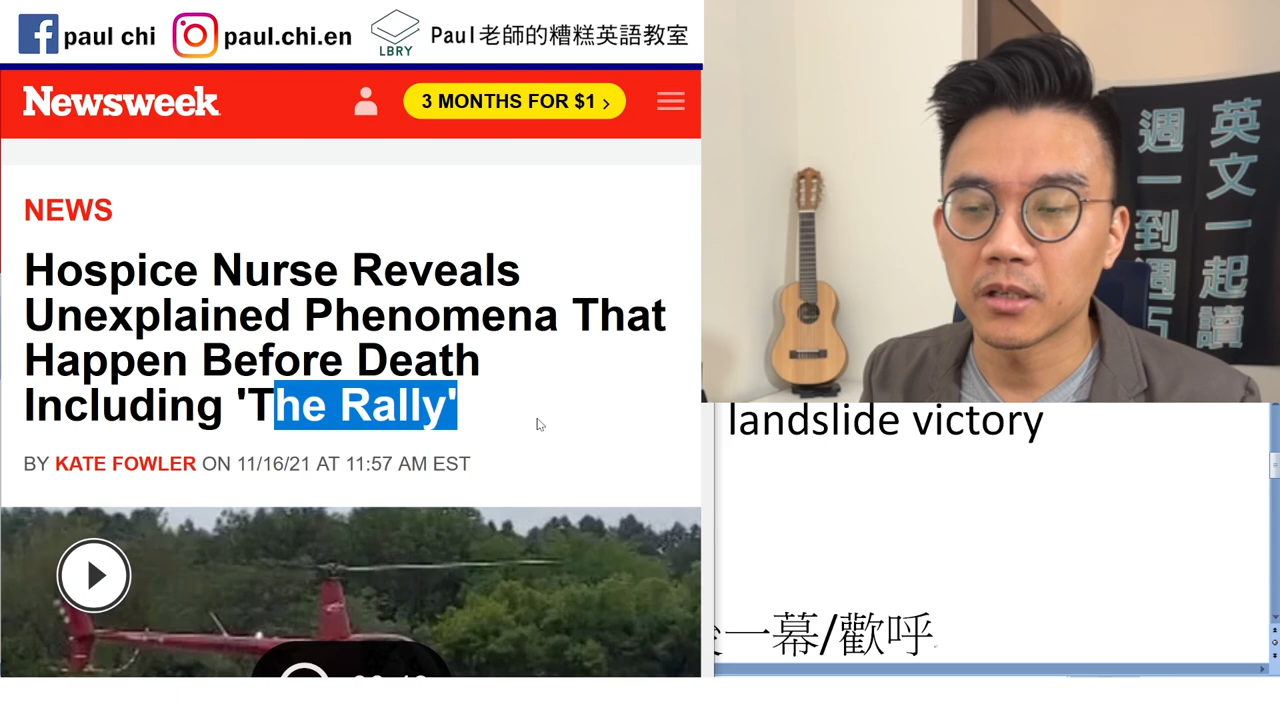 paul chi
paul.chi.en
LBRY
Paul老師的糟糕英語教室
Newsweek
3 MONTHS FOR $1 >
NEWS
Hospice Nurse Reveals
Unexplained Phenomena That
Happen Before Death
Including 'The Rally'
BY KATE FOWLER ON 11/16/21 AT 11:57 AM EST
英文一起讀
週一到週五
landslide victory
一幕/歡呼